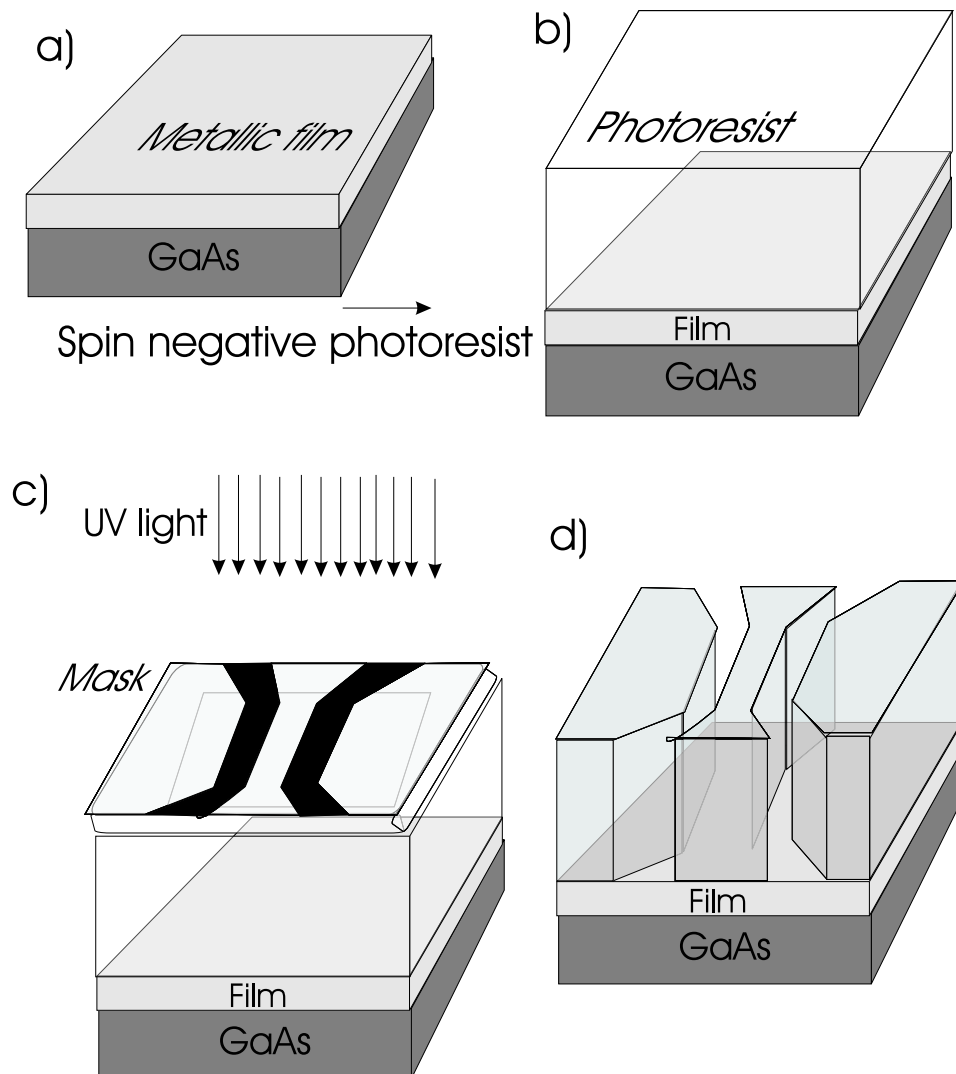 a)
Metallic film
GaAs
Spin negative photoresist
b)
Photoresist
Film
GaAs
c)
UV light
Mask
Film
GaAs
d)
Film
GaAs